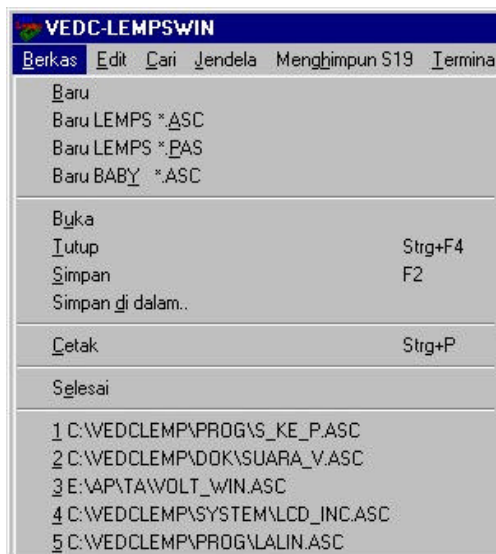 VEDC-LEMPSWIN
Berkas Edit Cari Jendela Menghimpun S19 Termina
Baru
Baru LEMPS *.ASC
Baru LEMPS *.PAS
Baru BABY *.ASC
Buka
Tutup Strg+F4
Simpan F2
Simpan di dalam..
Cetak Strg+P
Selesai
1 C:\VEDCLEMP\PROG\S_KE_P.ASC
2 C:\VEDCLEMP\DOK\SUARA_V.ASC
3 E:\AP\TA\VOLT_WIN.ASC
4 C:\VEDCLEMP\SYSTEM\LCD_INC.ASC
5 C:\VEDCLEMP\PROG\LALIN.ASC